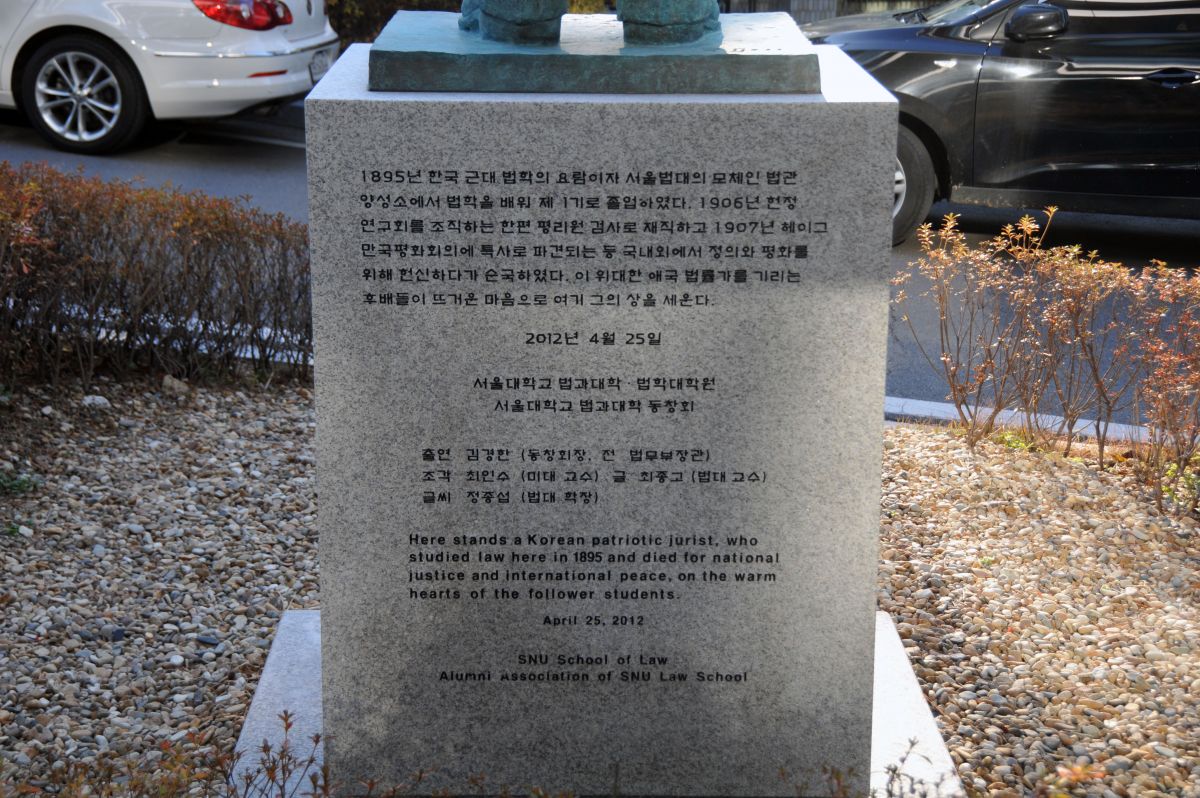 1895년 한국 근대 법학의 요람이자 서울법대의 모체인 법관
양성소에서 법학을 배워 제 1기로 졸업하였다. 1906년 헌정
연구회를 조직하는 한편 평리원 검사로 재직하고 1907년 헤이그
만국평화회의에 특사로 파견되는 등 국내외에서 정의와 평화를
위해 헌신하다가 순국하였다. 이 위대한 애국 법률가를 기리는
후배들이 뜨거운 마음으로 여기 그의 상을 세운다.
2012년 4월 25일
서울대학교 법과대학 · 법학대학원
서울대학교 법과대학 동창회
출연 김경한 (동창회장, 전 법무부장관)
조각 최인수 (미대 교수) 글 최종고 (법대 교수)
글씨 정종섭 (법대 학장)
Here stands a Korean patriotic jurist, who
studied law here in 1895 and died for national
justice and international peace, on the warm
hearts of the follower students.
April 25, 2012
SNU School of Law
Alumni Association of SNU Law School